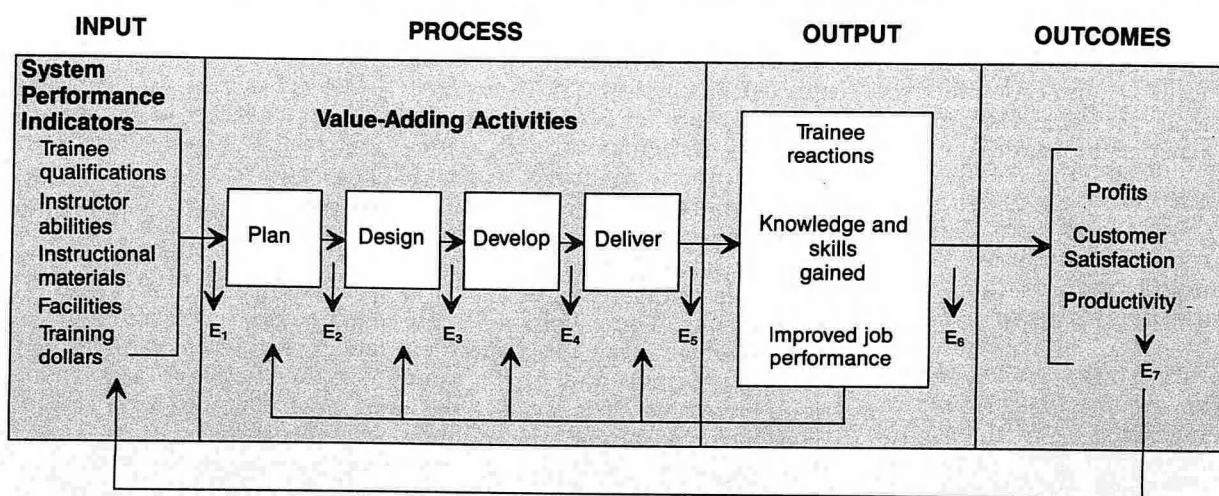 INPUT
PROCESS
OUTPUT
OUTCOMES
System
Performance
Indicators
Trainee
qualifications
Instructor
abilities
Instructional
materials
Facilities
Training
dollars
Value-Adding Activities
Plan
Design
Develop
Deliver
E₁
E₂
E₃
E₄
E₅
Trainee
reactions
Knowledge and
skills
gained
Improved job
performance
E₆
Profits
Customer
Satisfaction
Productivity
E₇